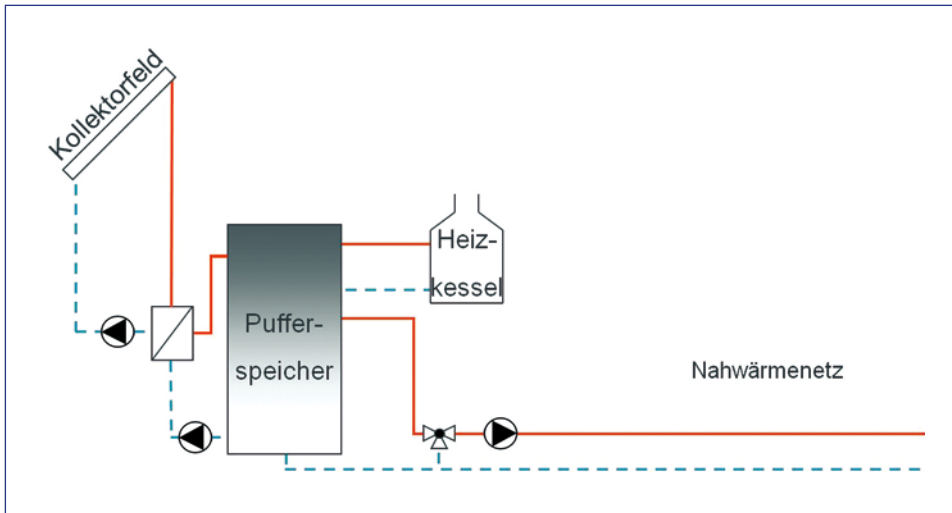 Kollektorfeld
Heiz-
kessel
Puffer-
speicher
Nahwärmenetz